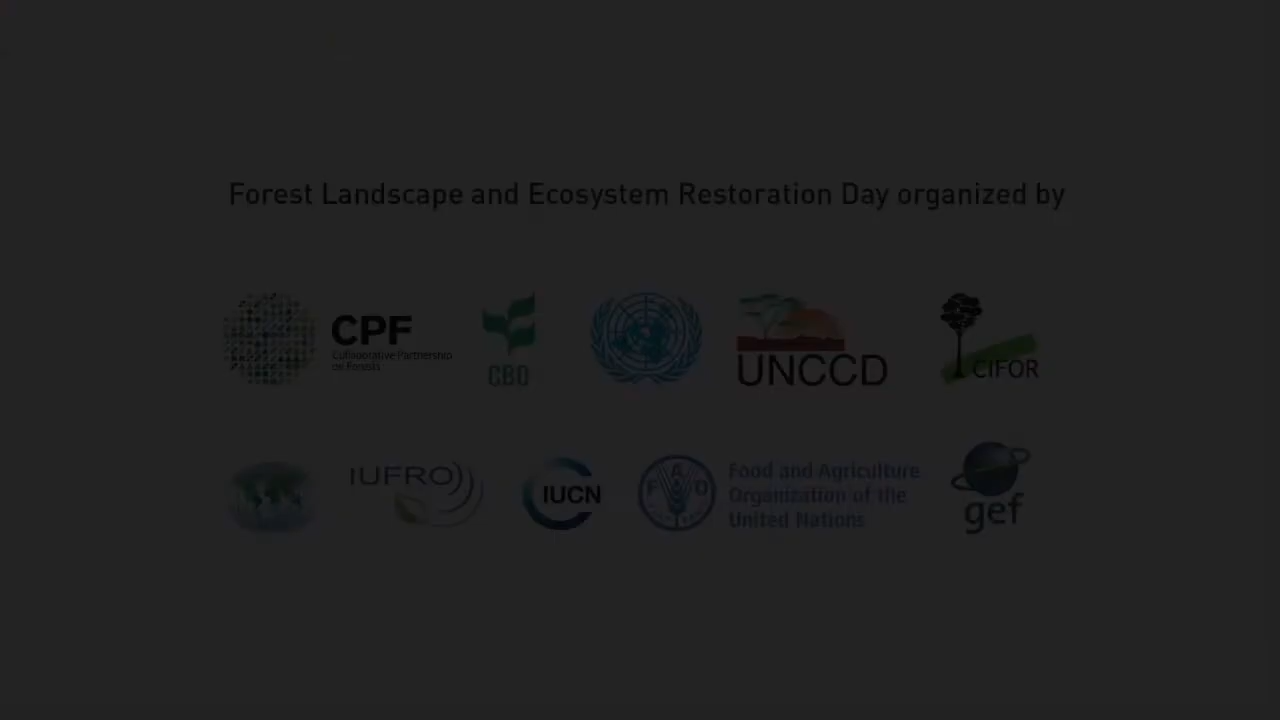 Forest Landscape and Ecosystem Restoration Day organized by
CPF
Collaborative Partnership
on Forests
CBD
UNCCD
CIFOR
IUFRO
IUCN
FAO
Food and Agriculture
Organization of the
United Nations
gef